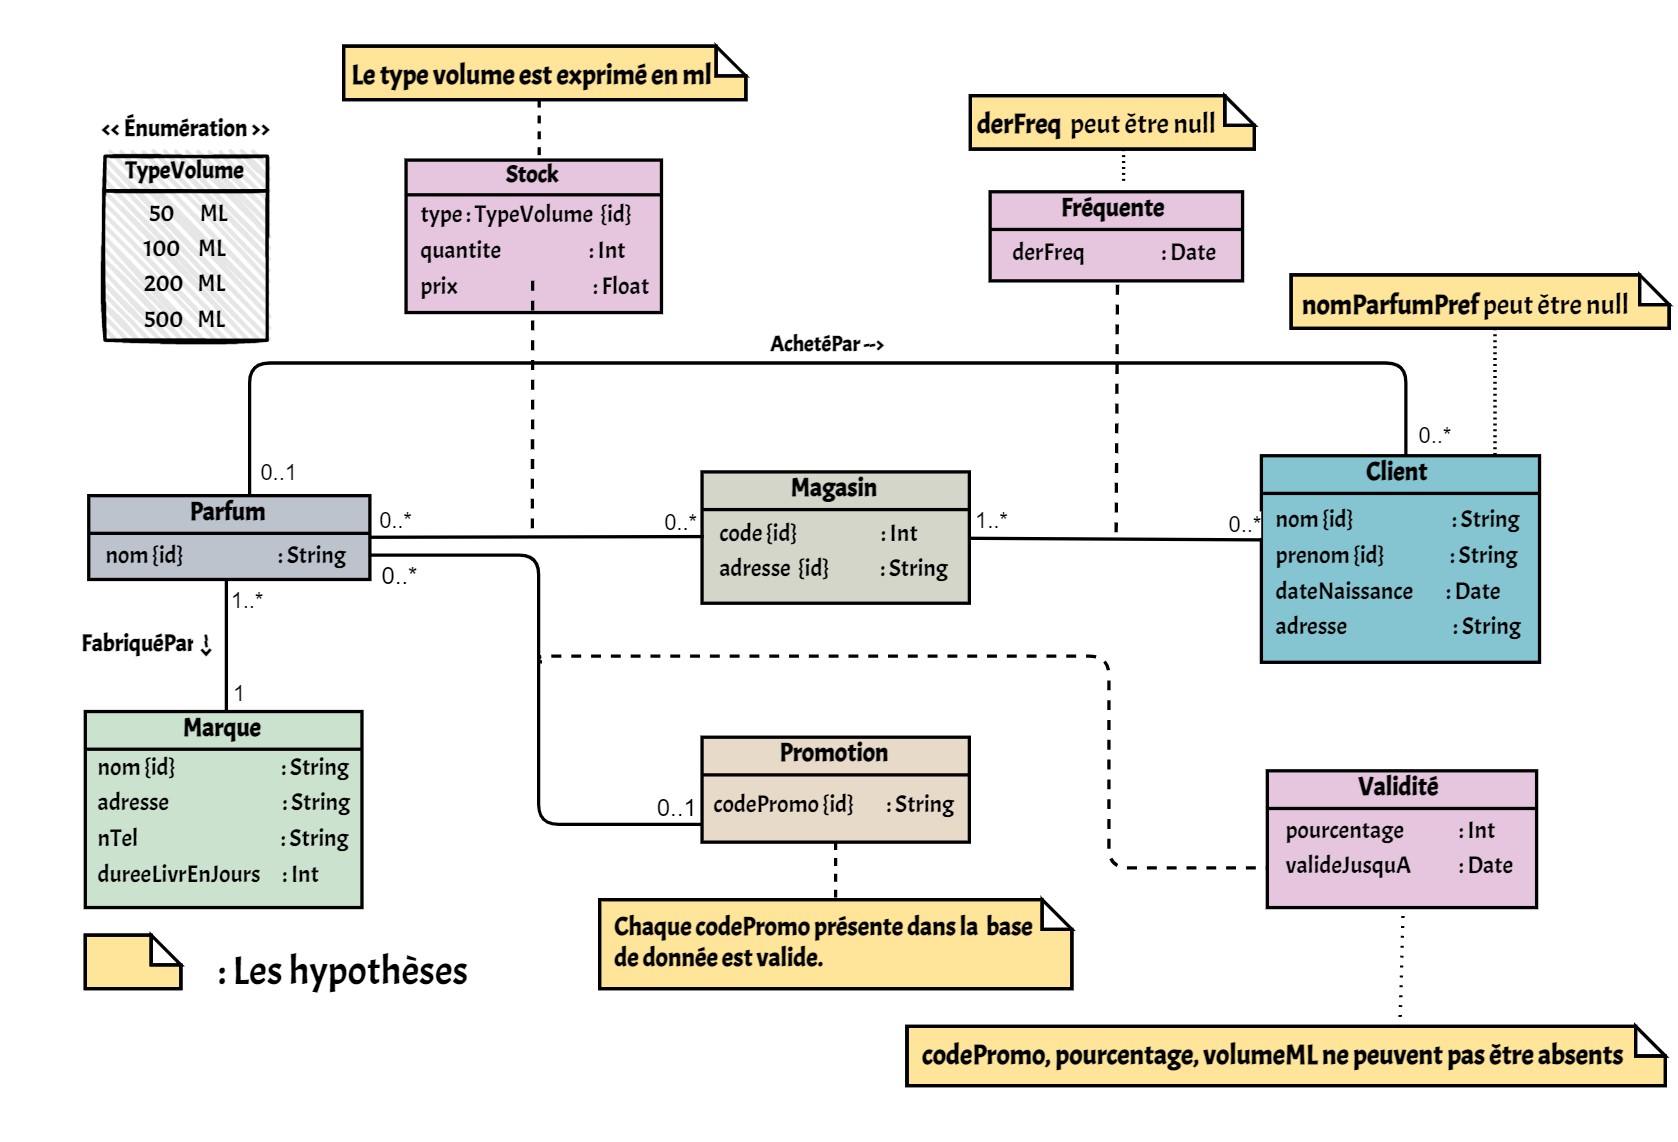 Le type volume est exprimé en ml
<< Énumération >>
TypeVolume
50 ML
100 ML
200 ML
500 ML
Stock
type : TypeVolume {id}
quantite : Int
prix : Float
derFreq peut être null
Fréquente
derFreq : Date
nomParfumPref peut être null
AchetéPar -->
0..1
0..*
Parfum
nom {id} : String
0..*
0..*
0..*
Magasin
code {id} : Int
adresse {id} : String
1..*
0..*
Client
nom {id} : String
prenom {id} : String
dateNaissance : Date
adresse : String
1..*
FabriquéPar -->
1
Marque
nom {id} : String
adresse : String
nTel : String
dureeLivrEnJours : Int
0..1
Promotion
codePromo {id} : String
Validité
pourcentage : Int
valideJusquA : Date
Chaque codePromo présente dans la base
de donnée est valide.
: Les hypothèses
codePromo, pourcentage, volumeML ne peuvent pas être absents